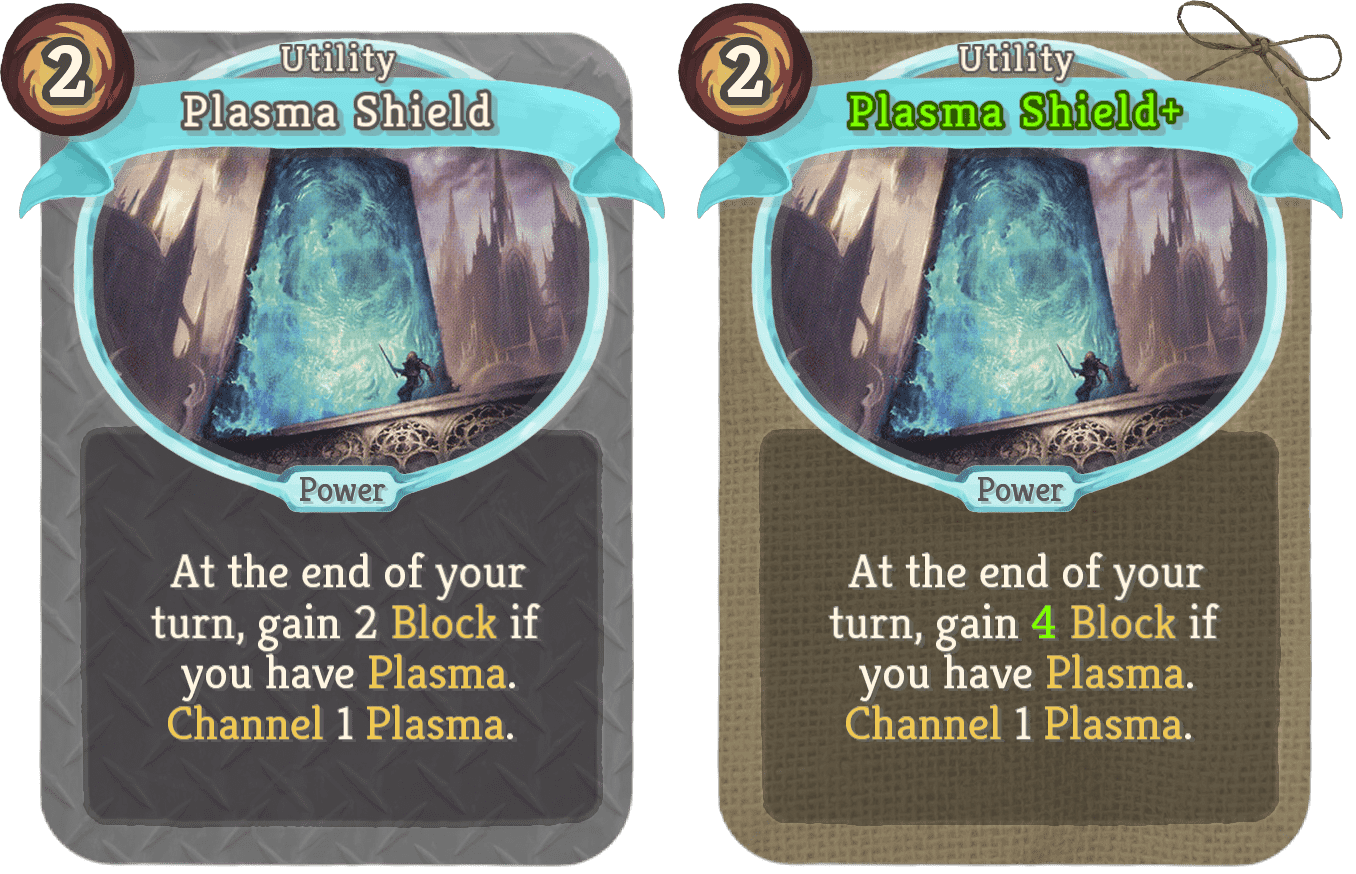 2
Utility
Plasma Shield
Power
At the end of your
turn, gain 2 Block if
you have Plasma.
Channel 1 Plasma.
2
Utility
Plasma Shield+
Power
At the end of your
turn, gain 4 Block if
you have Plasma.
Channel 1 Plasma.